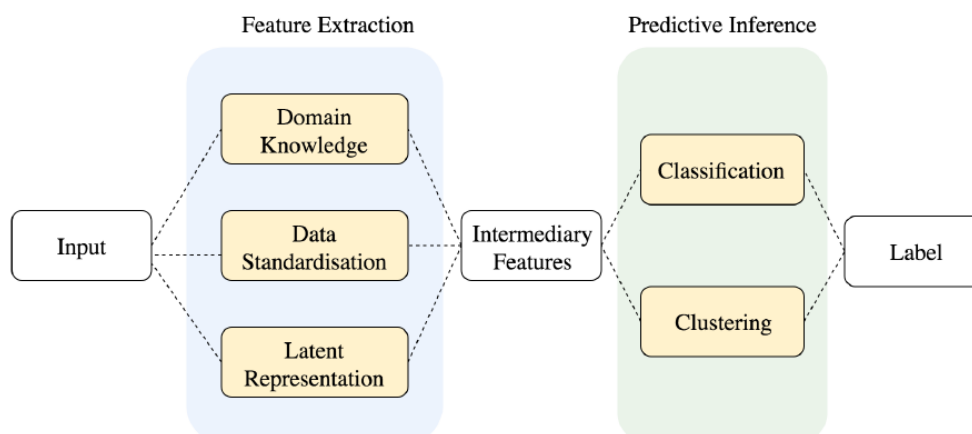 Feature Extraction
Predictive Inference
Domain
Knowledge
Classification
Input
Data
Standardisation
Intermediary
Features
Label
Clustering
Latent
Representation